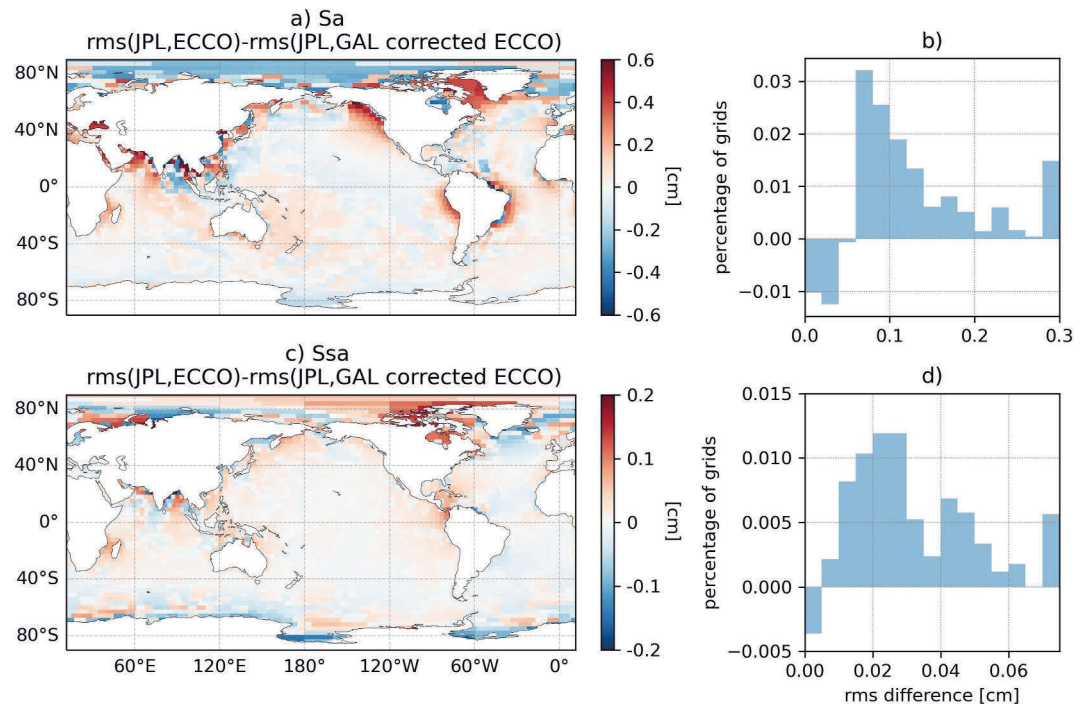 a) Sa
rms(JPL,ECCO)-rms(JPL,GAL corrected ECCO)
80°N
40°N
0°
40°S
80°S
0.6
0.4
0.2
0
-0.2
-0.4
-0.6
[cm]
b)
percentage of grids
0.03
0.02
0.01
0.00
−0.01
0.0
0.1
0.2
0.3
c) Ssa
rms(JPL,ECCO)-rms(JPL,GAL corrected ECCO)
80°N
40°N
0°
40°S
80°S
60°E
120°E
180°
120°W
60°W
0°
0.2
0.1
0
-0.1
-0.2
[cm]
d)
percentage of grids
0.015
0.010
0.005
0.000
−0.005
0.00
0.02
0.04
0.06
rms difference [cm]